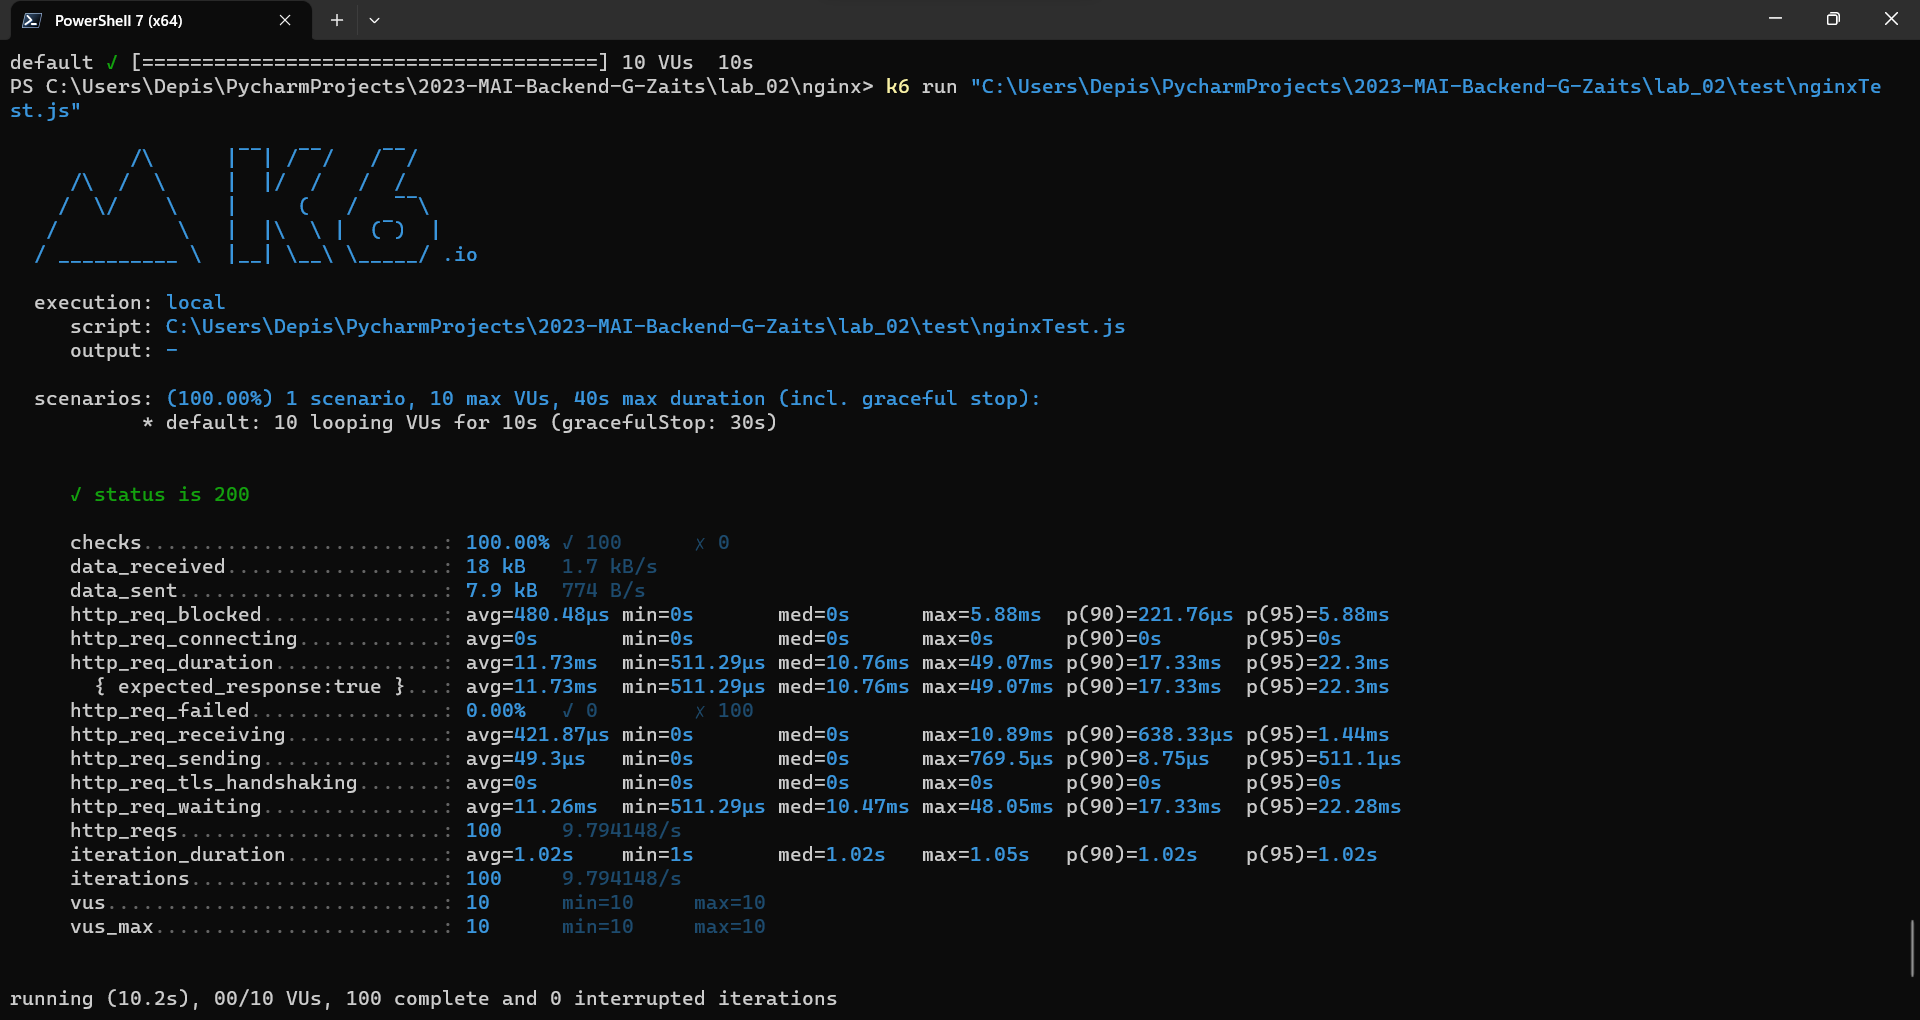 PowerShell 7 (x64)
default ✓ [======================================] 10 VUs  10s
PS C:\Users\Depis\PycharmProjects\2023-MAI-Backend-G-Zaits\lab_02\nginx> k6 run "C:\Users\Depis\PycharmProjects\2023-MAI-Backend-G-Zaits\lab_02\test\nginxTe
st.js"
          /\      |‾‾| /‾‾/   /‾‾/
     /\  /  \     |  |/  /   /  /
    /  \/    \    |     (   /   ‾‾\
   /          \   |  |\  \ |  (‾)  |
  / __________ \  |__| \__\ \_____/ .io
execution: local
script: C:\Users\Depis\PycharmProjects\2023-MAI-Backend-G-Zaits\lab_02\test\nginxTest.js
output: -
scenarios: (100.00%) 1 scenario, 10 max VUs, 40s max duration (incl. graceful stop):
* default: 10 looping VUs for 10s (gracefulStop: 30s)
✓ status is 200
checks.........................: 100.00% ✓ 100      ✗ 0
data_received..................: 18 kB   1.7 kB/s
data_sent......................: 7.9 kB  774 B/s
http_req_blocked...............: avg=480.48µs min=0s       med=0s      max=5.88ms  p(90)=221.76µs p(95)=5.88ms
http_req_connecting............: avg=0s       min=0s       med=0s      max=0s      p(90)=0s       p(95)=0s
http_req_duration..............: avg=11.73ms  min=511.29µs med=10.76ms max=49.07ms p(90)=17.33ms  p(95)=22.3ms
{ expected_response:true }...: avg=11.73ms  min=511.29µs med=10.76ms max=49.07ms p(90)=17.33ms  p(95)=22.3ms
http_req_failed................: 0.00%   ✓ 0        ✗ 100
http_req_receiving.............: avg=421.87µs min=0s       med=0s      max=10.89ms p(90)=638.33µs p(95)=1.44ms
http_req_sending...............: avg=49.3µs   min=0s       med=0s      max=769.5µs p(90)=8.75µs   p(95)=511.1µs
http_req_tls_handshaking.......: avg=0s       min=0s       med=0s      max=0s      p(90)=0s       p(95)=0s
http_req_waiting...............: avg=11.26ms  min=511.29µs med=10.47ms max=48.05ms p(90)=17.33ms  p(95)=22.28ms
http_reqs......................: 100     9.794148/s
iteration_duration.............: avg=1.02s    min=1s       med=1.02s   max=1.05s   p(90)=1.02s    p(95)=1.02s
iterations.....................: 100     9.794148/s
vus............................: 10      min=10     max=10
vus_max........................: 10      min=10     max=10
running (10.2s), 00/10 VUs, 100 complete and 0 interrupted iterations